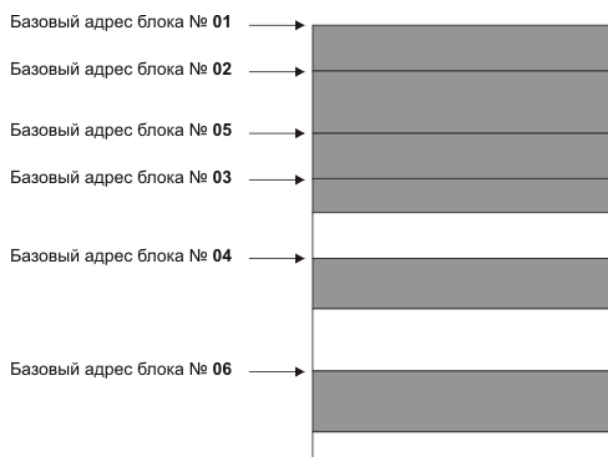 Базовый адрес блока № 01
Базовый адрес блока № 02
Базовый адрес блока № 05
Базовый адрес блока № 03
Базовый адрес блока № 04
Базовый адрес блока № 06